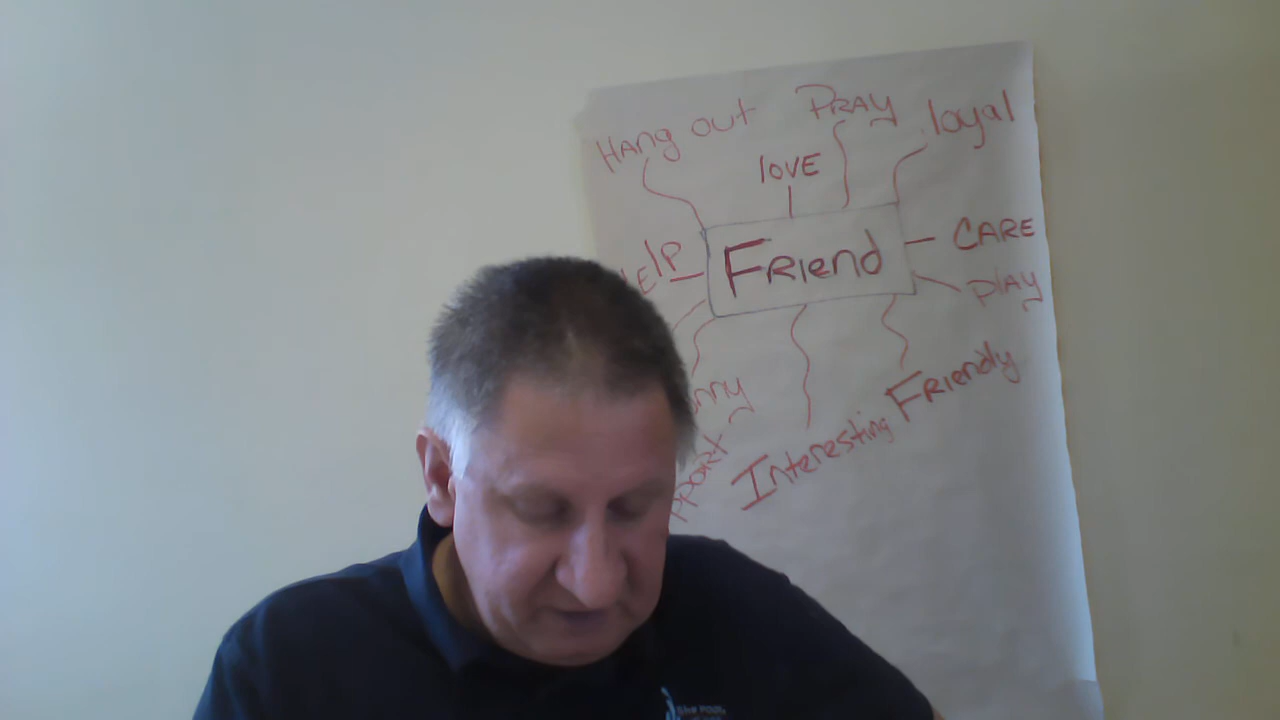 Hang out
PRAY
loyal
lOVE
CARE
Friend
PlAY
Friendly
Interesting